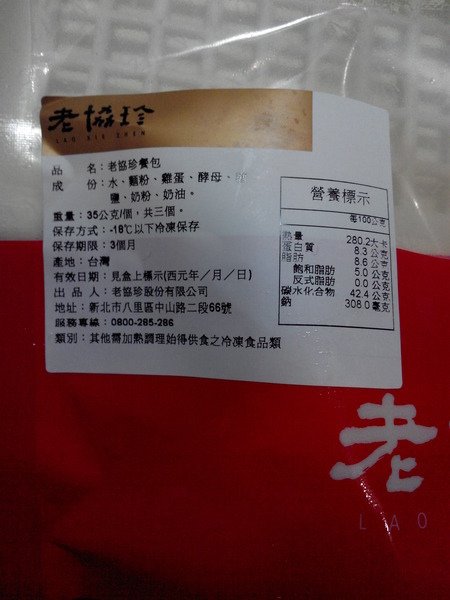 老協珍
LAO XIE ZHEN
品　　名：老協珍餐包
成　　份：水、麵粉、雞蛋、酵母、
鹽、奶粉、奶油。
重量：35公克/個，共三個。
保存方式：-18℃以下冷凍保存
保存期限：3個月
產地：台灣
有效日期：見盒上標示(西元年／月／日)
出 品 人：老協珍股份有限公司
地址：新北市八里區中山路二段66號
服務專線：0800-285-286
類別：其他需加熱調理始得供食之冷凍食品類
營養標示
每100公克
熱量 280.2大卡
蛋白質 8.3公克
脂肪 8.6公克
飽和脂肪 5.0公克
反式脂肪 0.0公克
碳水化合物 42.4公克
鈉 308.0毫克
老
LAO